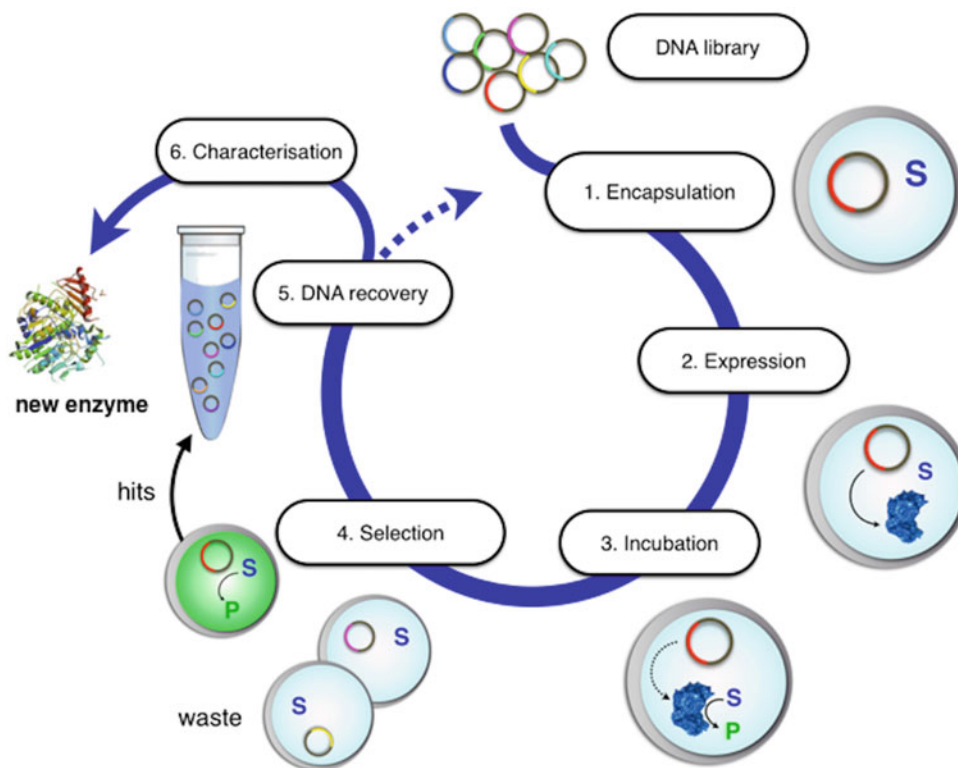 DNA library
1. Encapsulation
S
2. Expression
S
3. Incubation
S
P
4. Selection
S
S
waste
S
P
hits
5. DNA recovery
6. Characterisation
new enzyme